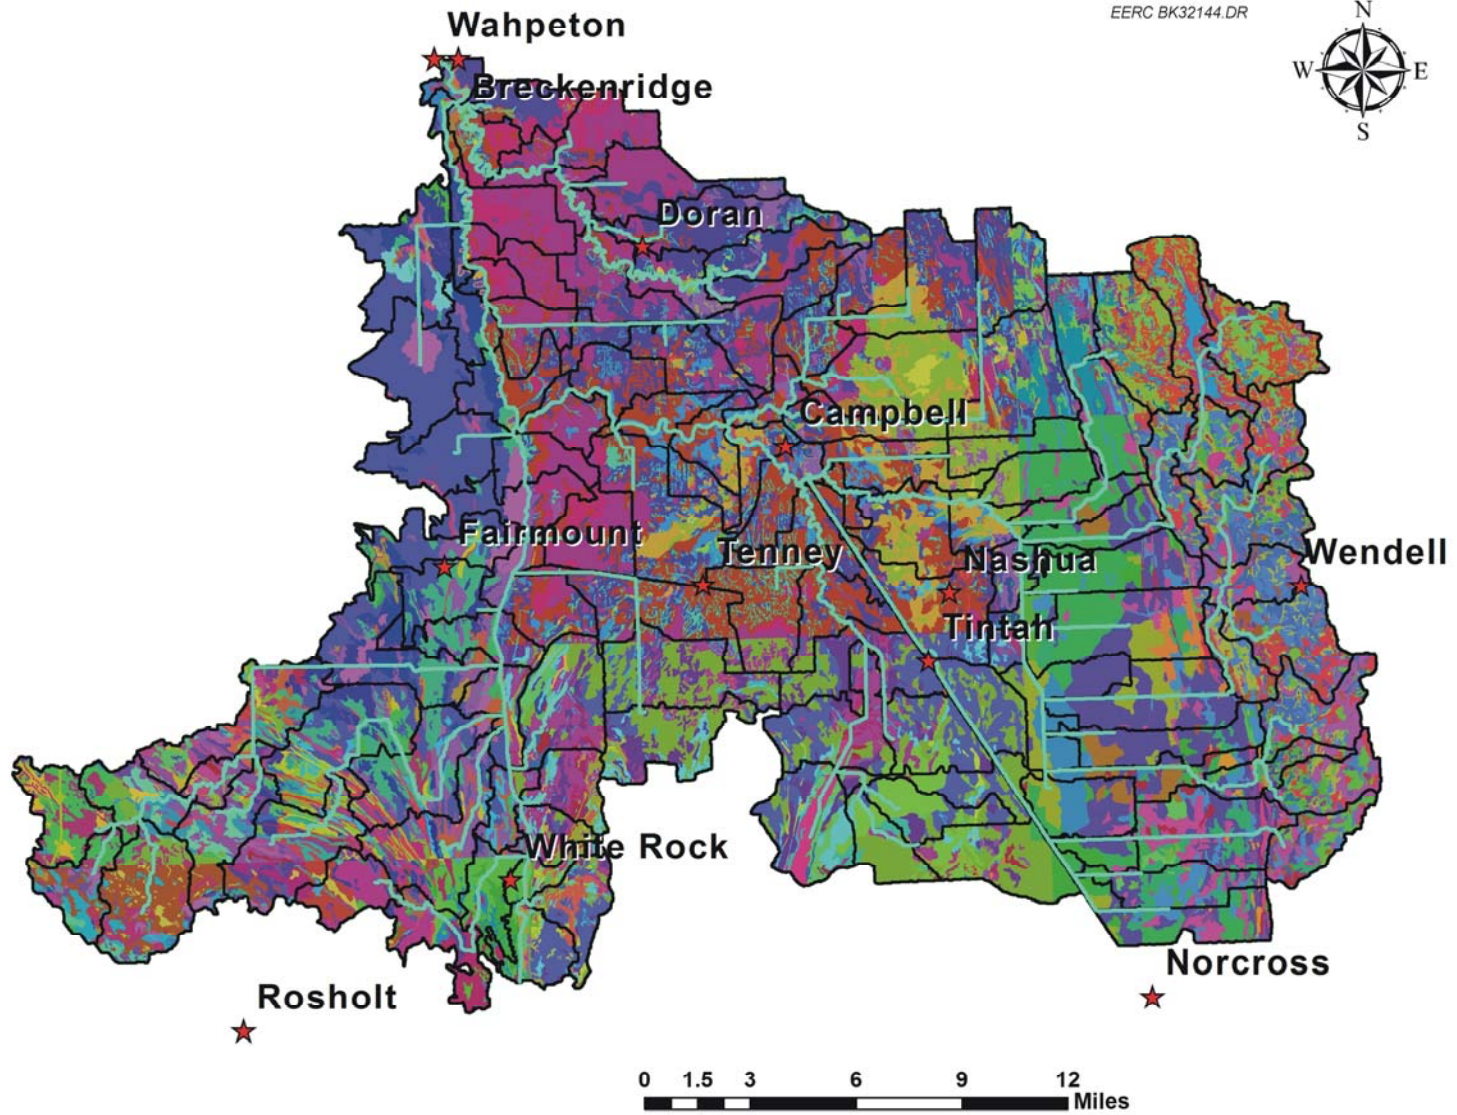 EERC BK32144.DR
N
W E
S
Wahpeton
Breckenridge
Doran
Campbell
Fairmount
Tenney
Nashua
Wendell
Tintah
White Rock
Norcross
Rosholt
0 1.5 3 6 9 12
Miles